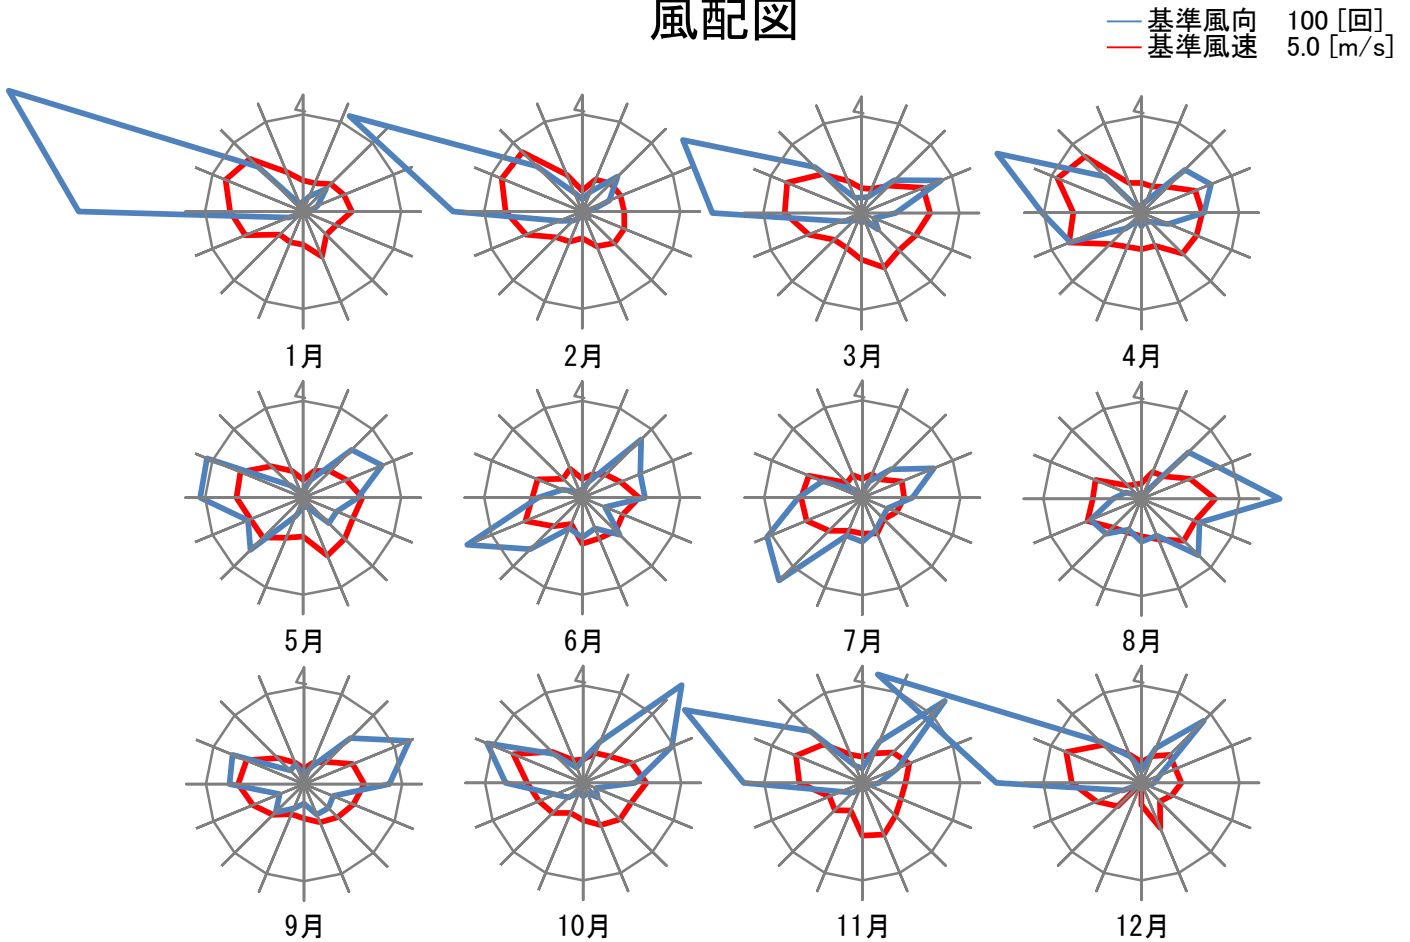 風配図
基準風向 100 [回]
基準風速 5.0 [m/s]
1月
2月
3月
4月
5月
6月
7月
8月
9月
10月
11月
12月